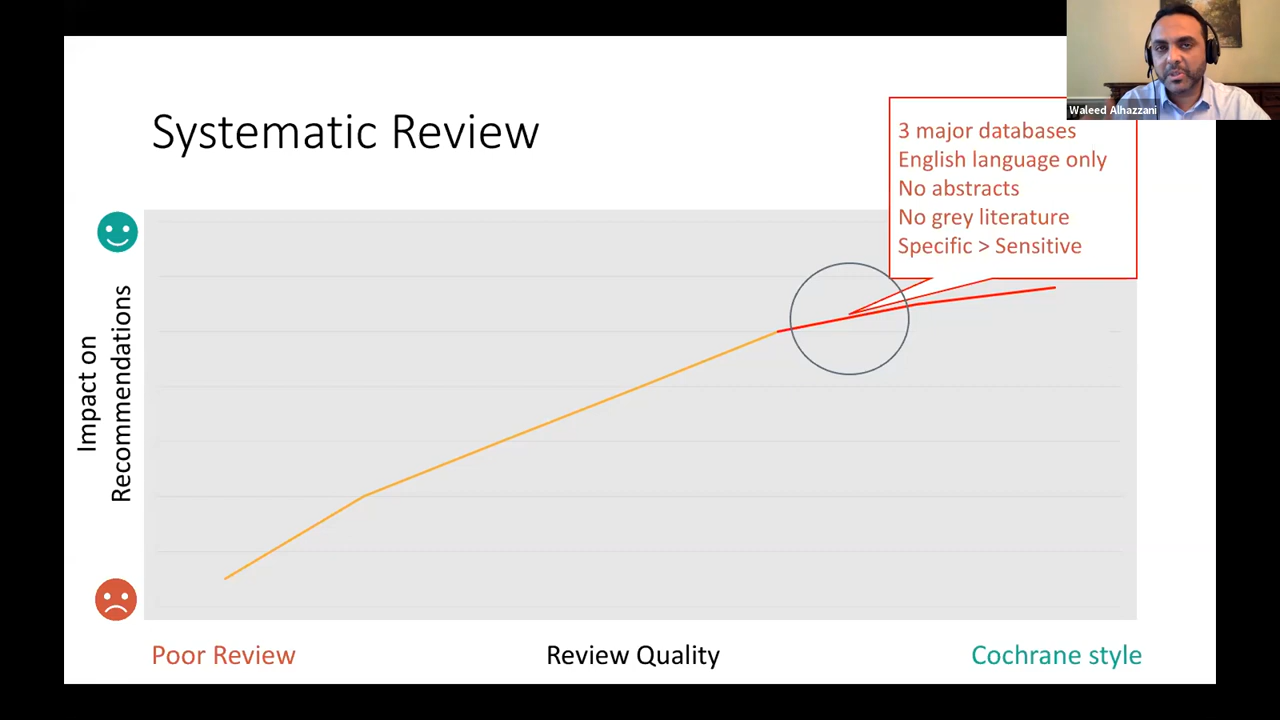 Waleed Alhazzani
Systematic Review
3 major databases
English language only
No abstracts
No grey literature
Specific > Sensitive
Impact on
Recommendations
Poor Review
Review Quality
Cochrane style